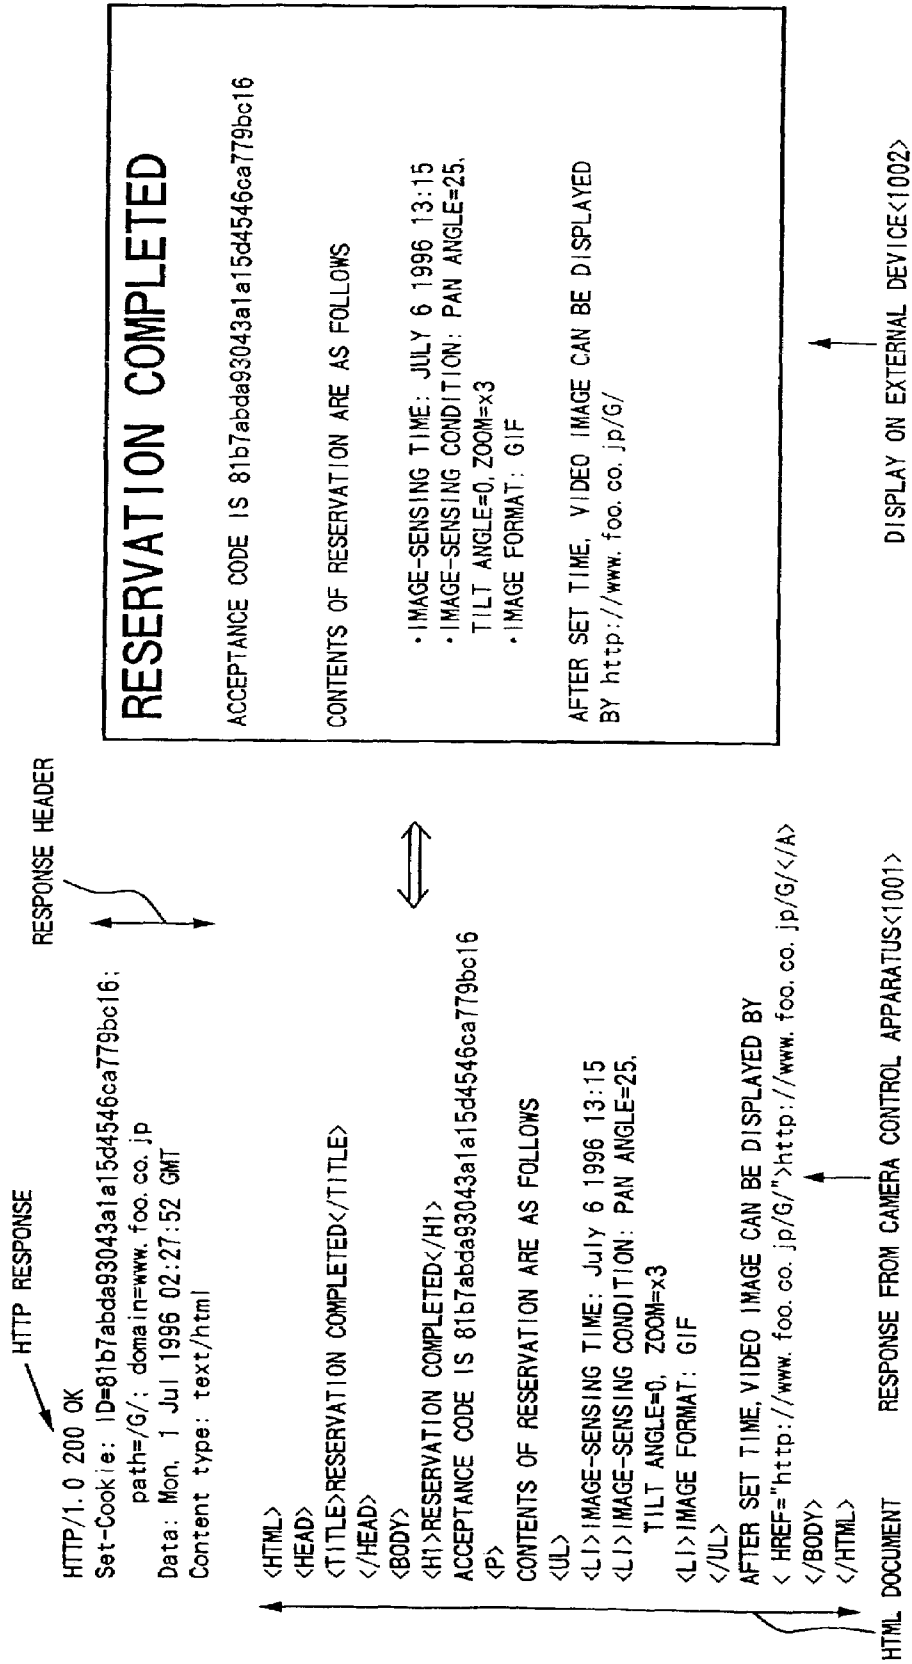 HTTP RESPONSE
RESPONSE HEADER
HTTP/1.0 200 OK
Set-Cookie: ID=81b7abda93043a1a15d4546ca779bc16;
path=/G/; domain=www.foo.co.jp
Data: Mon, 1 Jul 1996 02:27:52 GMT
Content type: text/html
<HTML>
<HEAD>
<TITLE>RESERVATION COMPLETED</TITLE>
</HEAD>
<BODY>
<H1>RESERVATION COMPLETED</H1>
ACCEPTANCE CODE IS 81b7abda93043a1a15d4546ca779bc16
<P>
CONTENTS OF RESERVATION ARE AS FOLLOWS
<UL>
<LI>IMAGE-SENSING TIME: July 6 1996 13:15
<LI>IMAGE-SENSING CONDITION: PAN ANGLE=25,
TILT ANGLE=0, ZOOM=x3
<LI>IMAGE FORMAT: GIF
</UL>
AFTER SET TIME, VIDEO IMAGE CAN BE DISPLAYED BY
< HREF="http://www.foo.co.jp/G/">http://www.foo.co.jp/G/</A>
</BODY>
</HTML>
HTML DOCUMENT
RESPONSE FROM CAMERA CONTROL APPARATUS<1001>
RESERVATION COMPLETED
ACCEPTANCE CODE IS 81b7abda93043a1a15d4546ca779bc16
CONTENTS OF RESERVATION ARE AS FOLLOWS
・IMAGE-SENSING TIME: JULY 6 1996 13:15
・IMAGE-SENSING CONDITION: PAN ANGLE=25,
TILT ANGLE=0, ZOOM=x3
・IMAGE FORMAT: GIF
AFTER SET TIME, VIDEO IMAGE CAN BE DISPLAYED
BY http://www.foo.co.jp/G/
DISPLAY ON EXTERNAL DEVICE<1002>